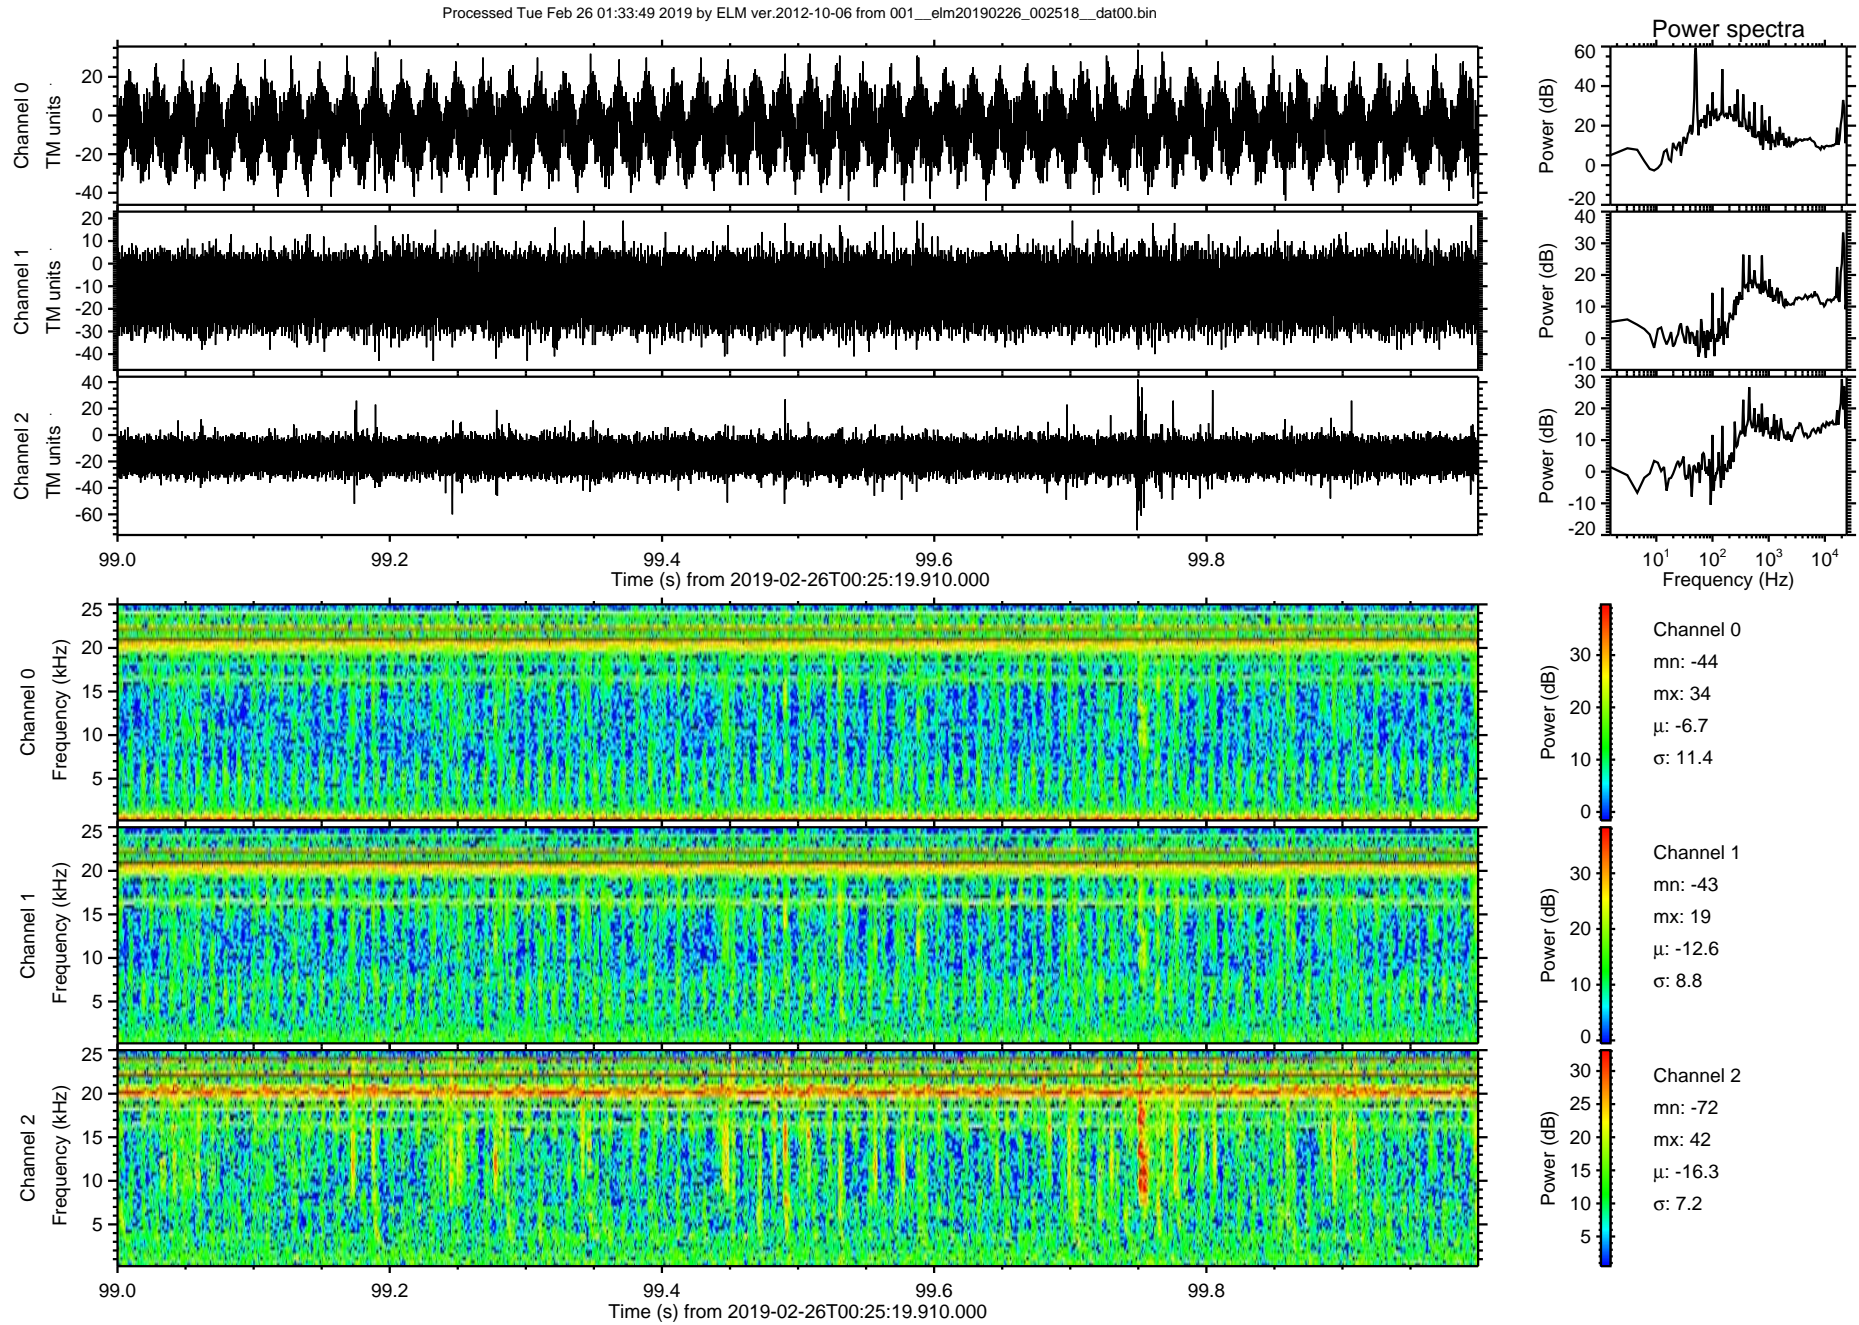 Processed Tue Feb 26 01:33:49 2019 by ELM ver.2012-10-06 from 001__elm20190226_002518__dat00.bin
Power spectra
Channel 0
TM units
20
0
-20
-40
Power (dB)
60
40
20
0
-20
Channel 1
TM units
20
10
0
-10
-20
-30
-40
Power (dB)
40
30
20
10
0
-10
Channel 2
TM units
40
20
0
-20
-40
-60
Power (dB)
30
20
10
0
-10
-20
99.0 99.2 99.4 99.6 99.8
Time (s) from 2019-02-26T00:25:19.910.000
10¹ 10² 10³ 10⁴
Frequency (Hz)
Channel 0
Frequency (kHz)
25
20
15
10
5
Power (dB)
30
20
10
0
Channel 0
mn: -44
mx: 34
μ: -6.7
σ: 11.4
Channel 1
Frequency (kHz)
25
20
15
10
5
Power (dB)
30
20
10
0
Channel 1
mn: -43
mx: 19
μ: -12.6
σ: 8.8
Channel 2
Frequency (kHz)
25
20
15
10
5
Power (dB)
30
25
20
15
10
5
Channel 2
mn: -72
mx: 42
μ: -16.3
σ: 7.2
99.0 99.2 99.4 99.6 99.8
Time (s) from 2019-02-26T00:25:19.910.000